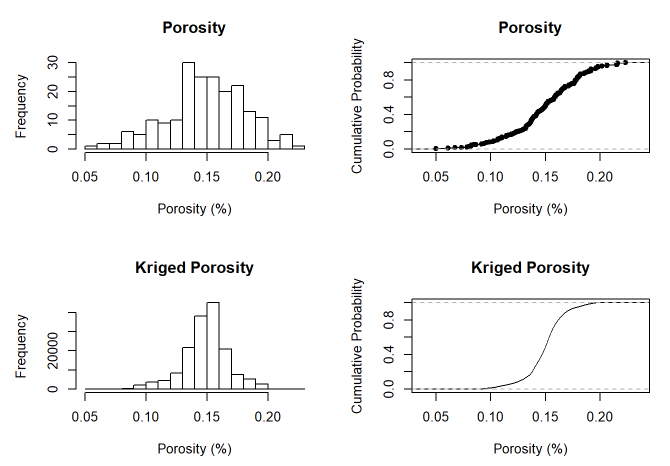 Porosity
Frequency
0 10 20 30
0.05 0.10 0.15 0.20
Porosity (%)
Porosity
Cumulative Probability
0.0 0.4 0.8
0.05 0.10 0.15 0.20
Porosity (%)
Kriged Porosity
Frequency
0 20000
0.05 0.10 0.15 0.20
Porosity (%)
Kriged Porosity
Cumulative Probability
0.0 0.4 0.8
0.05 0.10 0.15 0.20
Porosity (%)